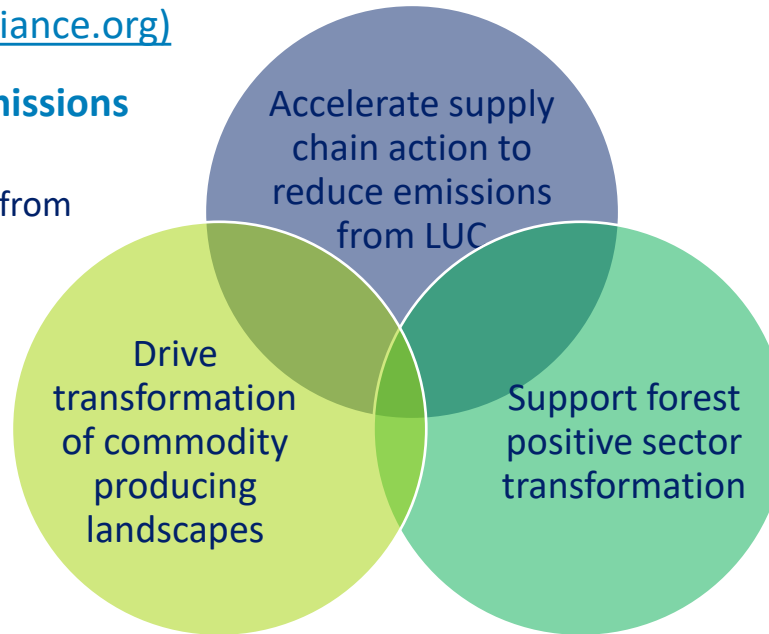 iance.org)
missions
from
Accelerate supply
chain action to
reduce emissions
from LUC
Drive
transformation
of commodity
producing
landscapes
Support forest
positive sector
transformation